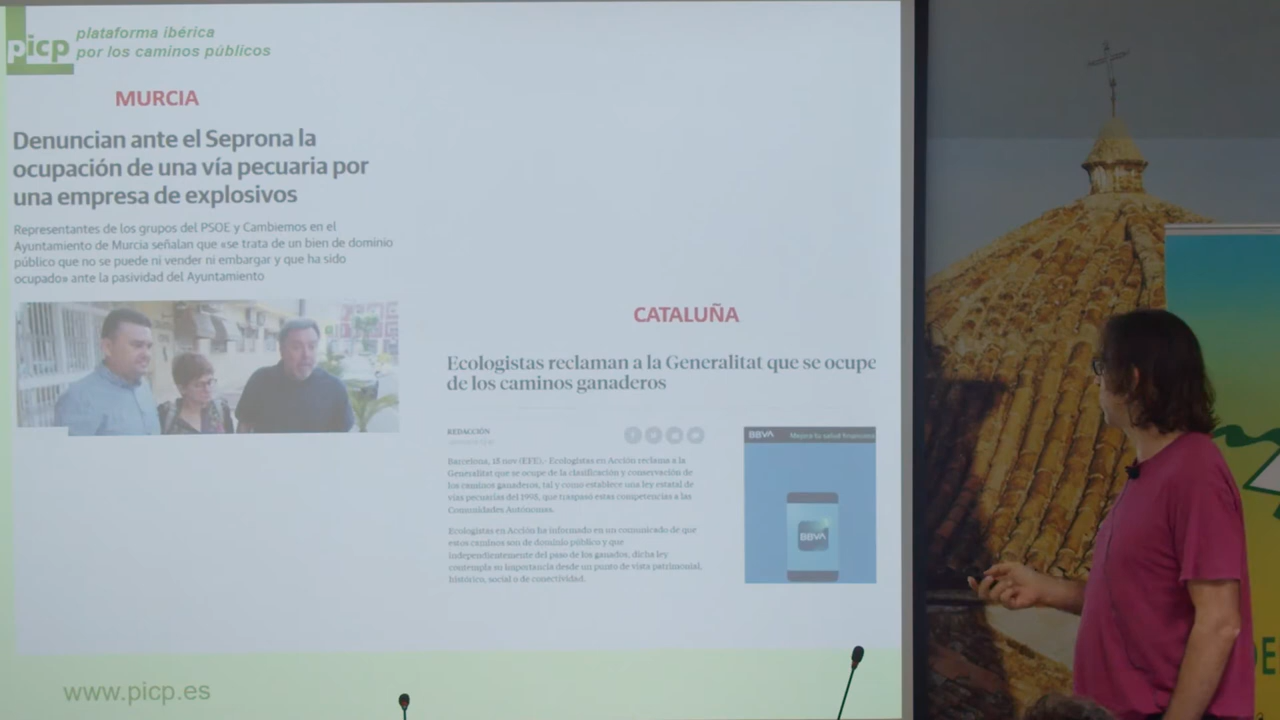 picp
plataforma ibérica
por los caminos públicos
MURCIA
Denuncian ante el Seprona la
ocupación de una vía pecuaria por
una empresa de explosivos
Representantes de los grupos del PSOE y Cambiemos en el
Ayuntamiento de Murcia señalan que «se trata de un bien de dominio
público que no se puede ni vender ni embargar y que ha sido
ocupado» ante la pasividad del Ayuntamiento
CATALUÑA
Ecologistas reclaman a la Generalitat que se ocupe
de los caminos ganaderos
REDACCIÓN
Barcelona, 15 nov (EFE).- Ecologistas en Acción reclama a la
Generalitat que se ocupe de la clasificación y conservación de
los caminos ganaderos, tal y como establece una ley estatal de
vías pecuarias del 1995, que traspasó estas competencias a las
Comunidades Autónomas.
Ecologistas en Acción ha informado en un comunicado de que
estos caminos son de dominio público y que
independientemente del paso de los ganados, dicha ley
contempla su importancia desde un punto de vista patrimonial,
histórico, social o de conectividad.
BBVA
Mejora tu salud financiera
BBVA
www.picp.es
DE